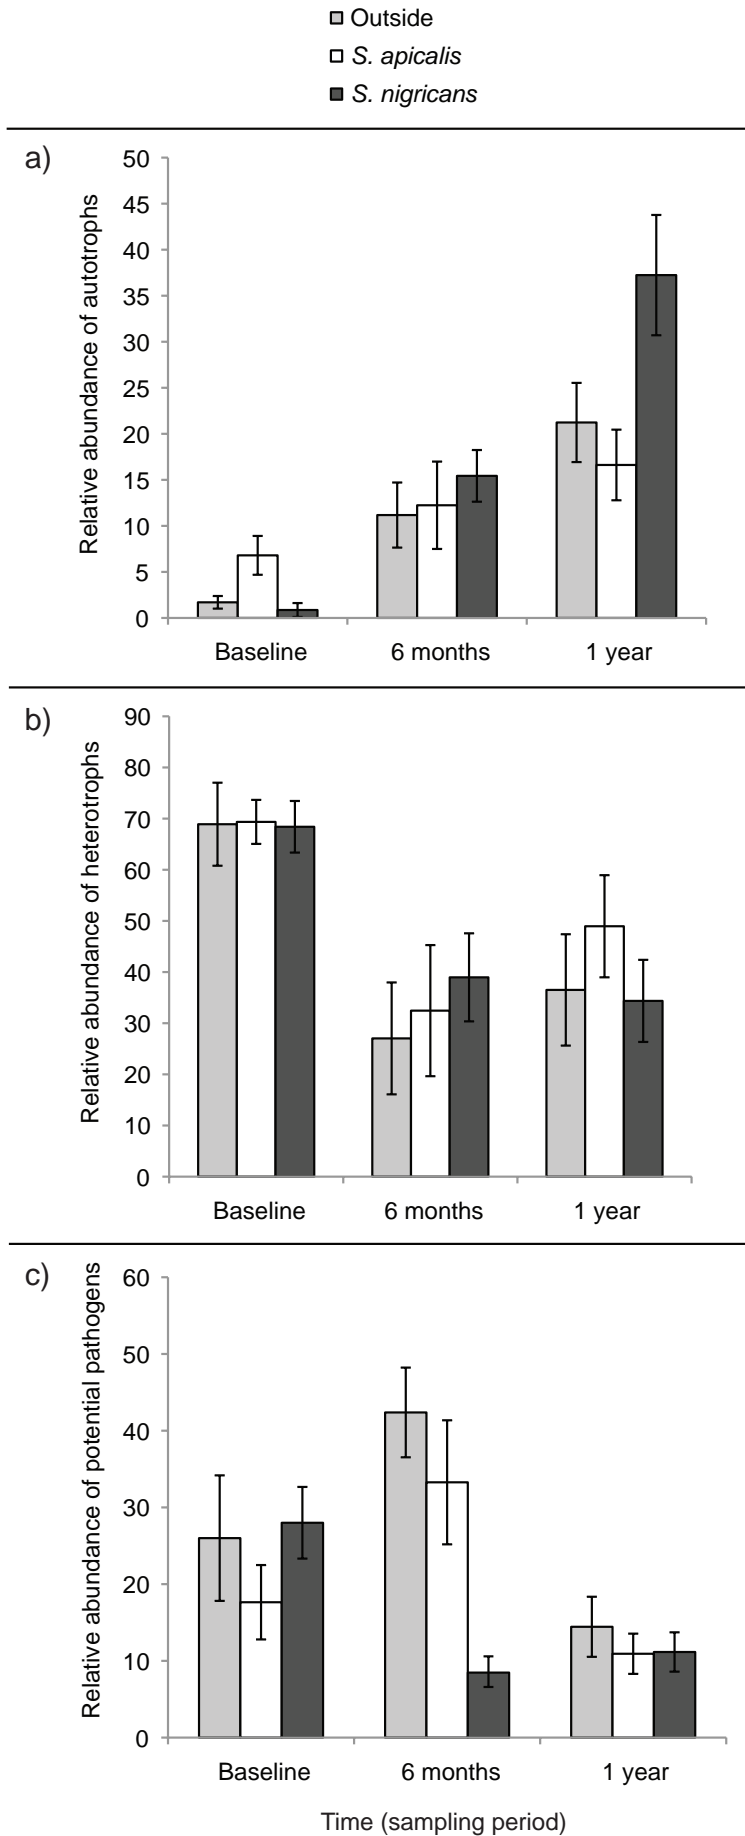 Outside
S. apicalis
S. nigricans
a)
Relative abundance of autotrophs
50
45
40
35
30
25
20
15
10
5
0
Baseline 6 months 1 year
b)
Relative abundance of heterotrophs
90
80
70
60
50
40
30
20
10
0
Baseline 6 months 1 year
c)
Relative abundance of potential pathogens
60
50
40
30
20
10
0
Baseline 6 months 1 year
Time (sampling period)